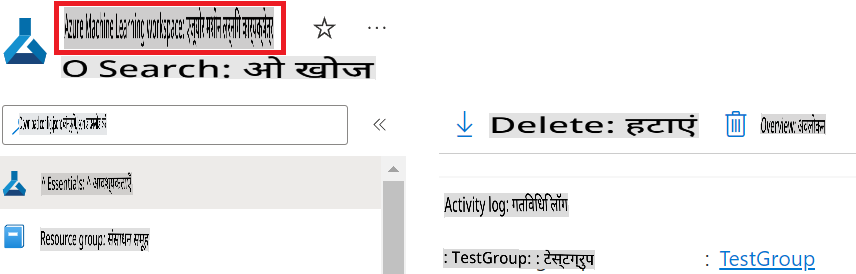 Azure Machine Learning workspace: एज़्योर मशीन लर्निंग कार्यक्षेत्र
O Search: ओ खोज
Delete: हटाएं
Overview: अवलोकन
^ Essentials: ^ आवश्यकताएँ
Activity log: गतिविधि लॉग
Resource group: संसाधन समूह
: TestGroup: : टेस्टग्रुप
: TestGroup